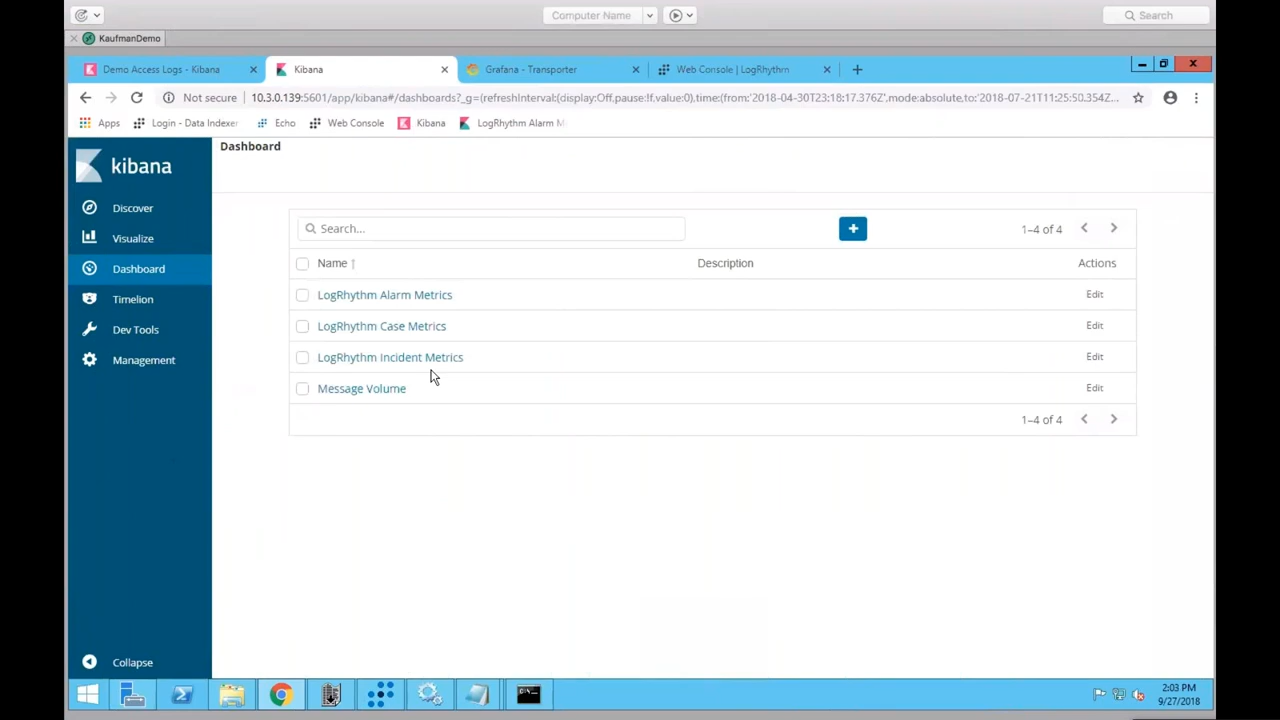 Computer Name
Search
KaufmanDemo
Demo Access Logs - Kibana
Kibana
Grafana - Transporter
Web Console | LogRhythm
Not secure
10.3.0.139:5601/app/kibana#/dashboards?_g=(refreshInterval:(display:Off,pause:!f,value:0),time:(from:'2018-04-30T23:18:17.376Z',mode:absolute,to:'2018-07-21T11:25:50.354Z...
Apps
Login - Data Indexer
Echo
Web Console
Kibana
LogRhythm Alarm M
kibana
Dashboard
Discover
Visualize
Dashboard
Timelion
Dev Tools
Management
Collapse
Search...
1–4 of 4
Name
Description
Actions
LogRhythm Alarm Metrics
Edit
LogRhythm Case Metrics
Edit
LogRhythm Incident Metrics
Edit
Message Volume
Edit
1–4 of 4
2:03 PM
9/27/2018